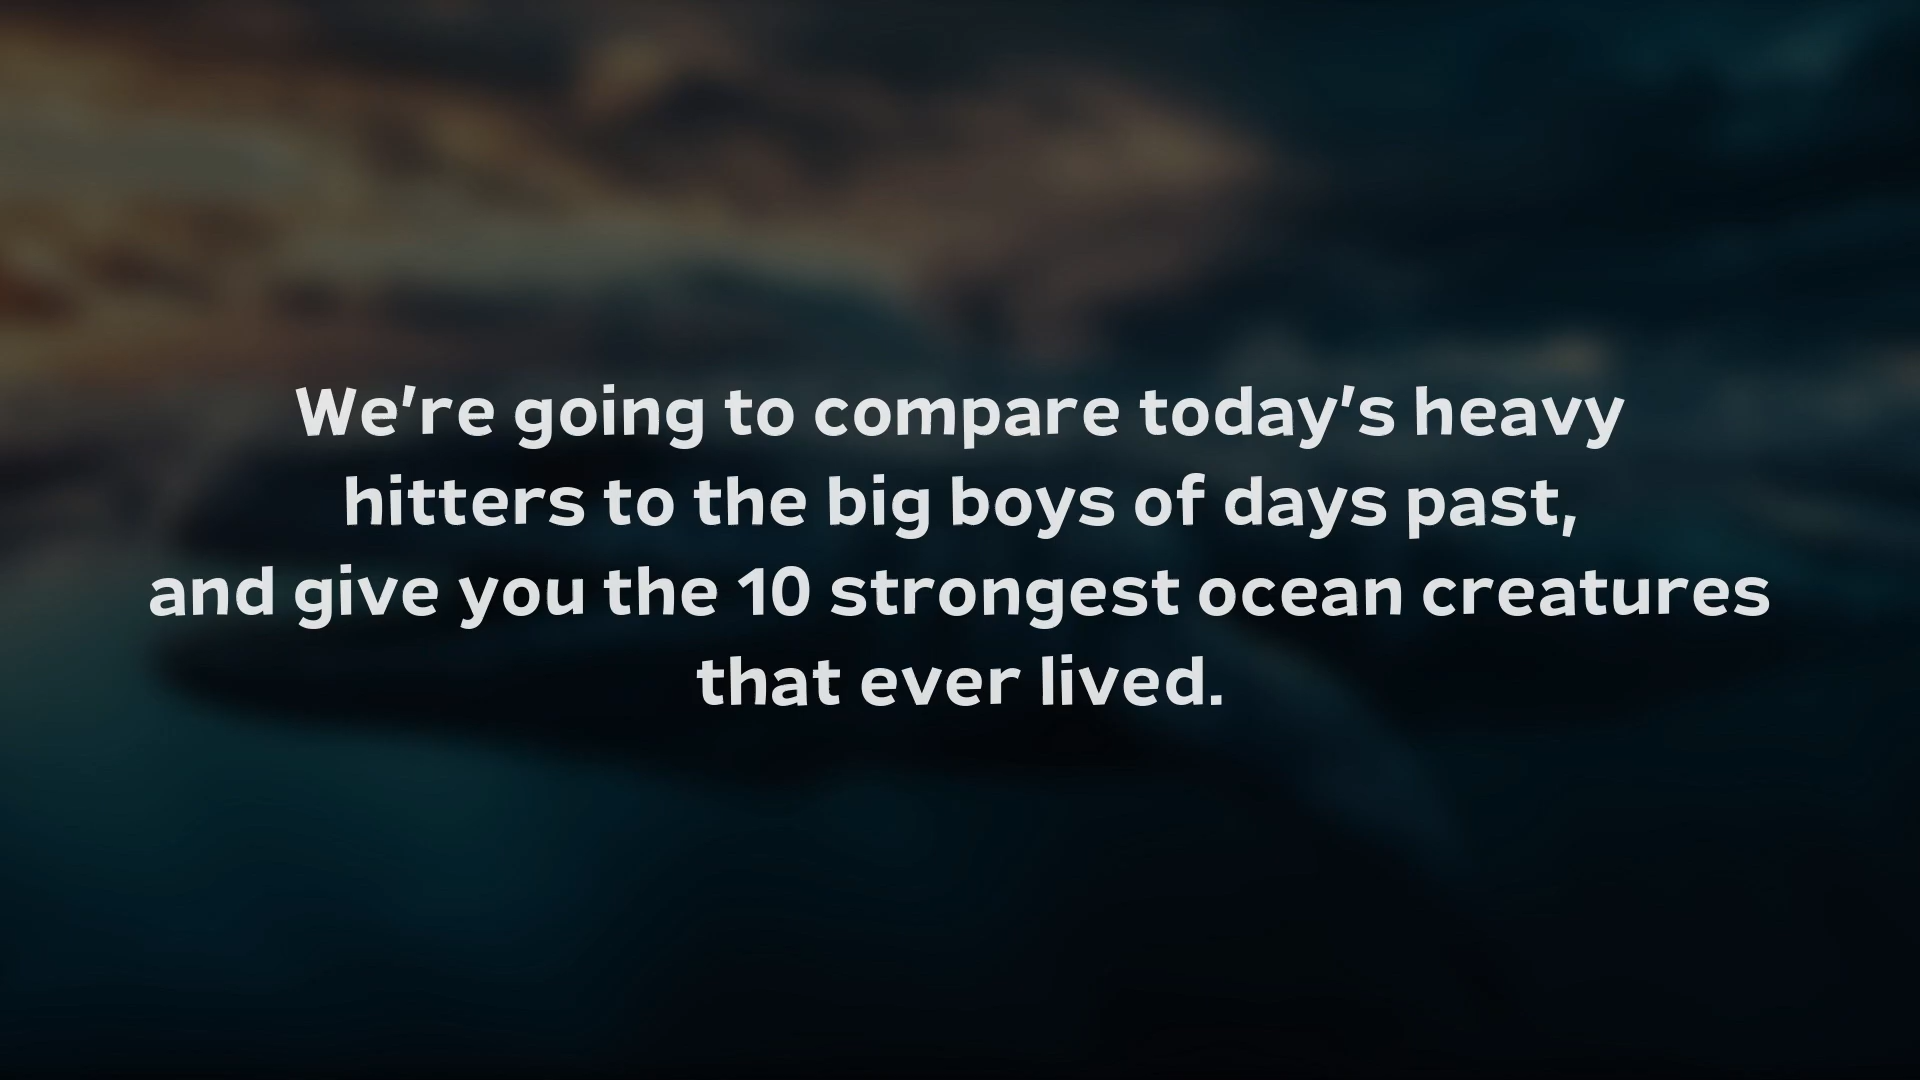 We're going to compare today's heavy
hitters to the big boys of days past,
and give you the 10 strongest ocean creatures
that ever lived.